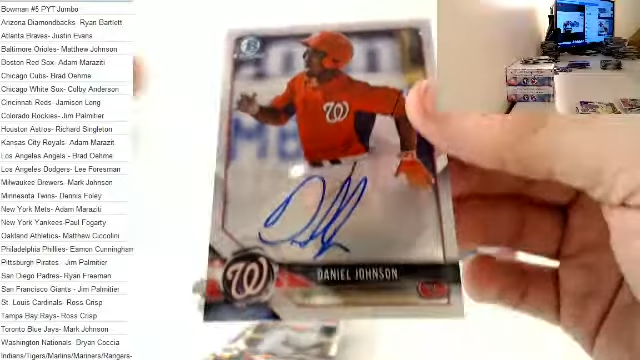 Bowman #5 PYT Jumbo
Arizona Diamondbacks- Ryan Bartlett
Atlanta Braves- Justin Evans
Baltimore Orioles- Matthew Johnson
Boston Red Sox- Adam Maraziti
Chicago Cubs- Brad Oehme
Chicago White Sox- Colby Anderson
Cincinnati Reds- Jamison Long
Colorado Rockies- Jim Palmitier
Houston Astros- Richard Singleton
Kansas City Royals- Adam Marazit
Los Angeles Angels - Brad Oehme
Los Angeles Dodgers- Lee Foresman
Milwaukee Brewers- Mark Johnson
Minnesota Twins- Dennis Foley
New York Mets- Adam Maraziti
New York Yankees-Paul Fogarty
Oakland Athletics- Matthew Ciccolini
Philadelphia Phillies- Eamon Cunningham
Pittsburgh Pirates - Jim Palmitier
San Diego Padres- Ryan Freeman
San Francisco Giants - Jim Palmitier
St. Louis Cardinals- Ross Crisp
Tampa Bay Rays- Ross Crisp
Toronto Blue Jays- Mark Johnson
Washington Nationals- Bryan Coccia
Indians/Tigers/Marlins/Mariners/Rangers-
W
DANIEL JOHNSON
W